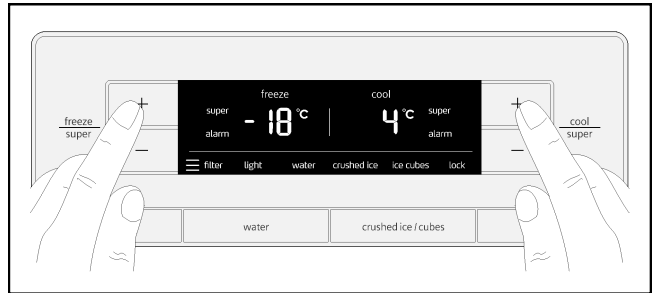 freeze cool
super -18 °C 4 °C super
alarm alarm
filter light water crushed ice ice cubes lock
freeze
super
+
−
+
−
cool
super
water crushed ice / cubes